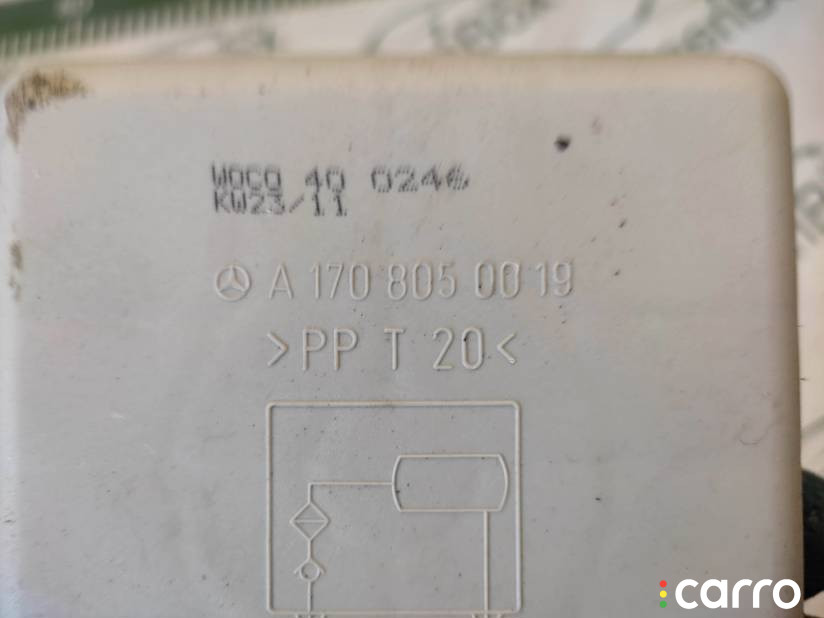 WOCO 40 0246
KW23/11
A 170 805 00 19
>PP T 20<
carro